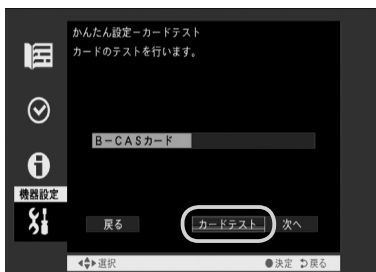 かんたん設定－カードテスト
カードのテストを行います。
B－CASカード
機器設定
戻る
カードテスト
次へ
選択
決定
戻る